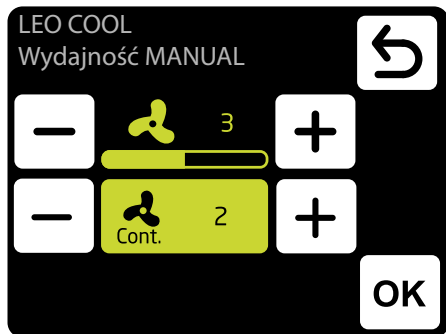 LEO COOL
Wydajność MANUAL
− 3 +
− Cont. 2 +
OK